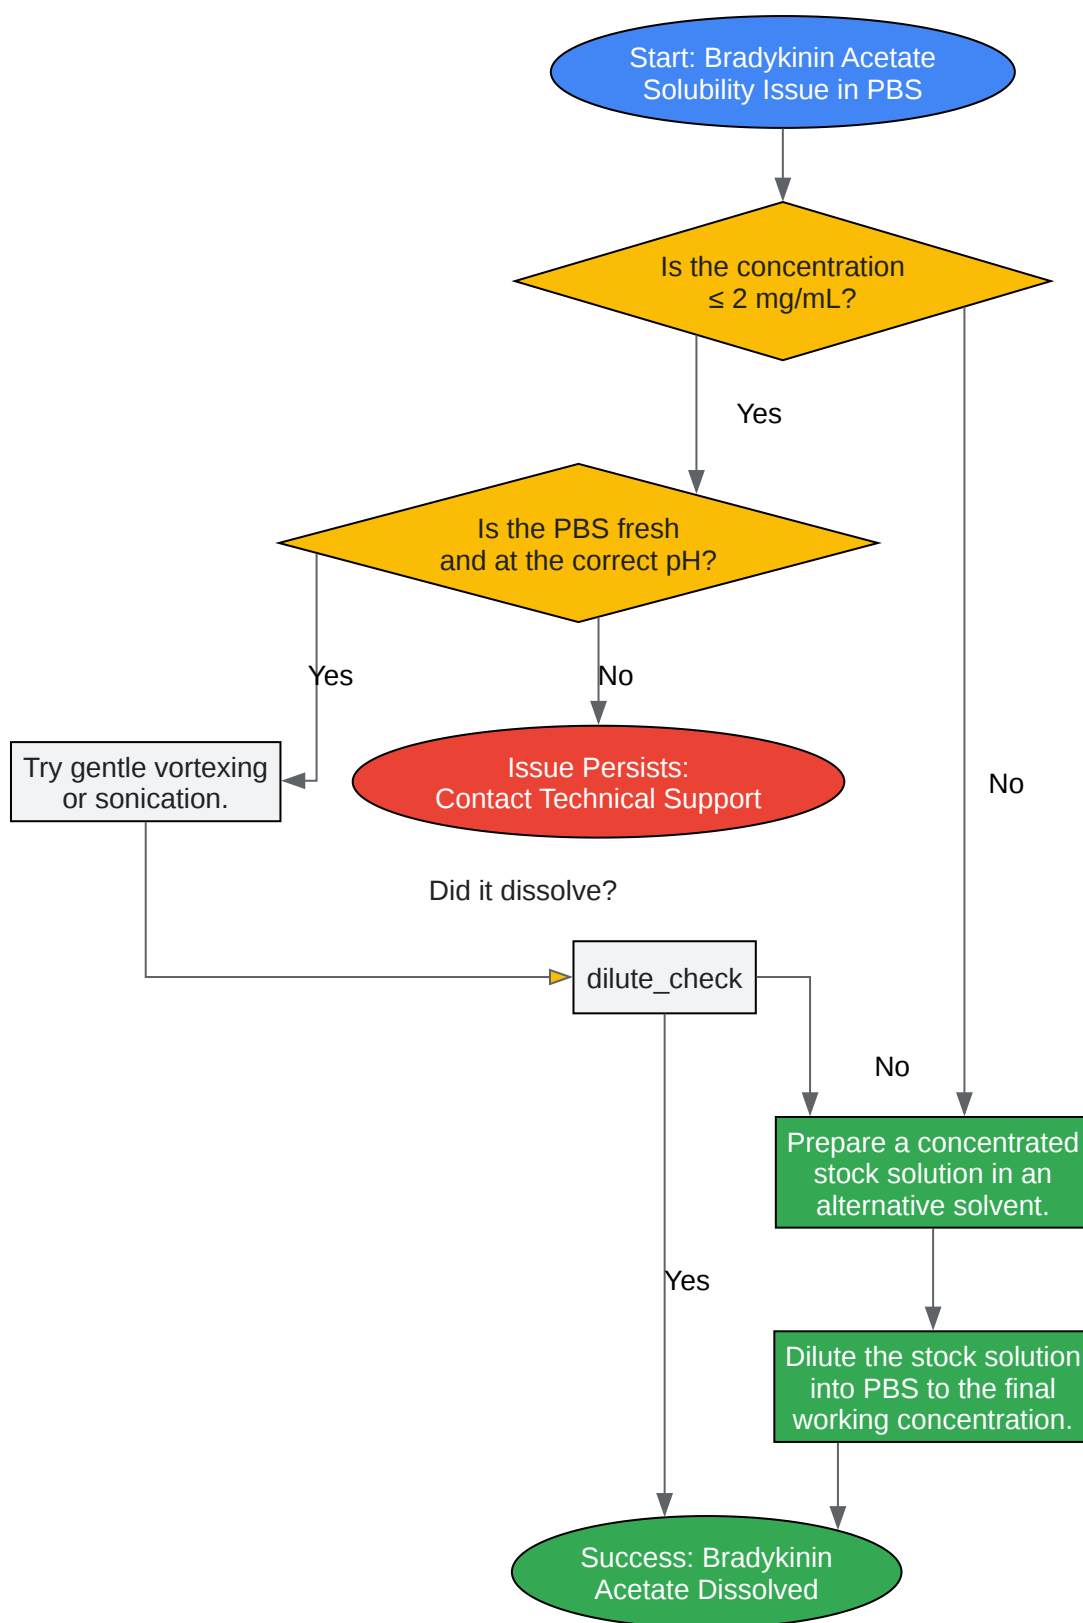 Start: Bradykinin Acetate
Solubility Issue in PBS
Is the concentration
≤ 2 mg/mL?
Yes
Is the PBS fresh
and at the correct pH?
Yes
No
Try gentle vortexing
or sonication.
Issue Persists:
Contact Technical Support
No
Did it dissolve?
dilute_check
No
Prepare a concentrated
stock solution in an
alternative solvent.
Yes
Dilute the stock solution
into PBS to the final
working concentration.
Success: Bradykinin
Acetate Dissolved